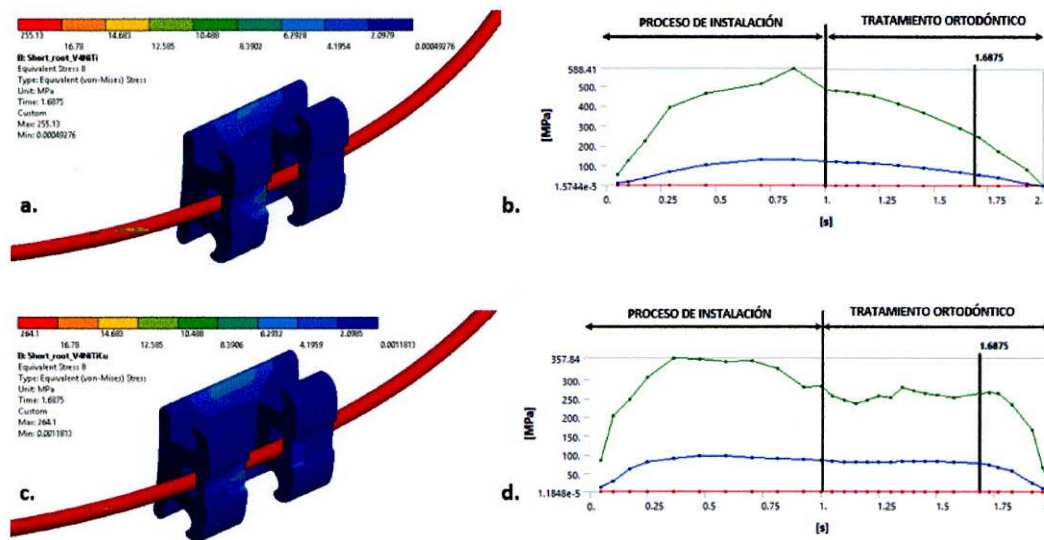 255.13 14.683 10.488 6.2928 2.0979
16.78 12.585 8.3902 4.1954 0.00049276
B: Short_root_V4NiTi
Equivalent Stress 8
Type: Equivalent (von-Mises) Stress
Unit: MPa
Time: 1.6875
Custom
Max: 255.13
Min: 0.00049276
a.
PROCESO DE INSTALACIÓN
TRATAMIENTO ORTODÓNTICO
1.6875
588.41
500.
400.
300.
200.
100.
1.5744e-5
[MPa]
0. 0.25 0.5 0.75 1. 1.25 1.5 1.75 2.
[s]
b.
264.1 14.683 10.488 6.2932 2.0985
16.78 12.585 8.3906 4.1959 0.0011813
B: Short_root_V4NiTiCu
Equivalent Stress 8
Type: Equivalent (von-Mises) Stress
Unit: MPa
Time: 1.6875
Custom
Max: 264.1
Min: 0.0011813
c.
PROCESO DE INSTALACIÓN
TRATAMIENTO ORTODÓNTICO
1.6875
357.84
300.
250.
200.
150.
100.
50.
1.1848e-5
[MPa]
0. 0.25 0.5 0.75 1. 1.25 1.5 1.75
[s]
d.